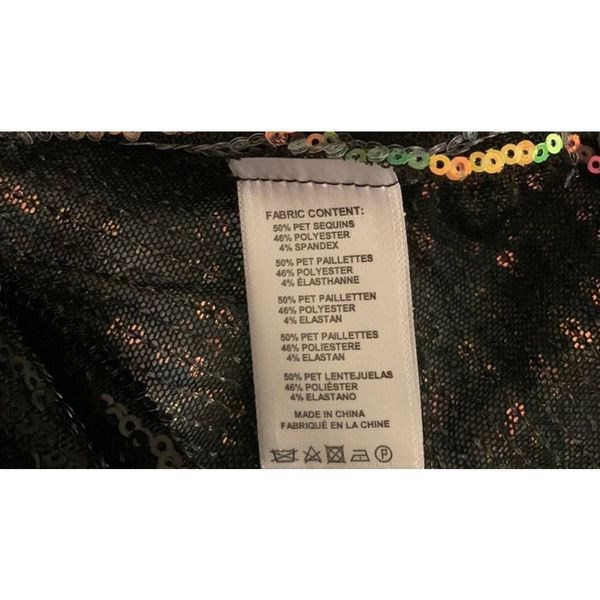 FABRIC CONTENT:
50% PET SEQUINS
46% POLYESTER
4% SPANDEX
50% PET PAILLETTES
46% POLYESTER
4% ÉLASTHANNE
50% PET PAILLETTEN
46% POLYESTER
4% ELASTAN
50% PET PAILLETTES
46% POLIESTERE
4% ELASTAN
50% PET LENTEJUELAS
46% POLIÉSTER
4% ELASTANO
MADE IN CHINA
FABRIQUÉ EN LA CHINE
P